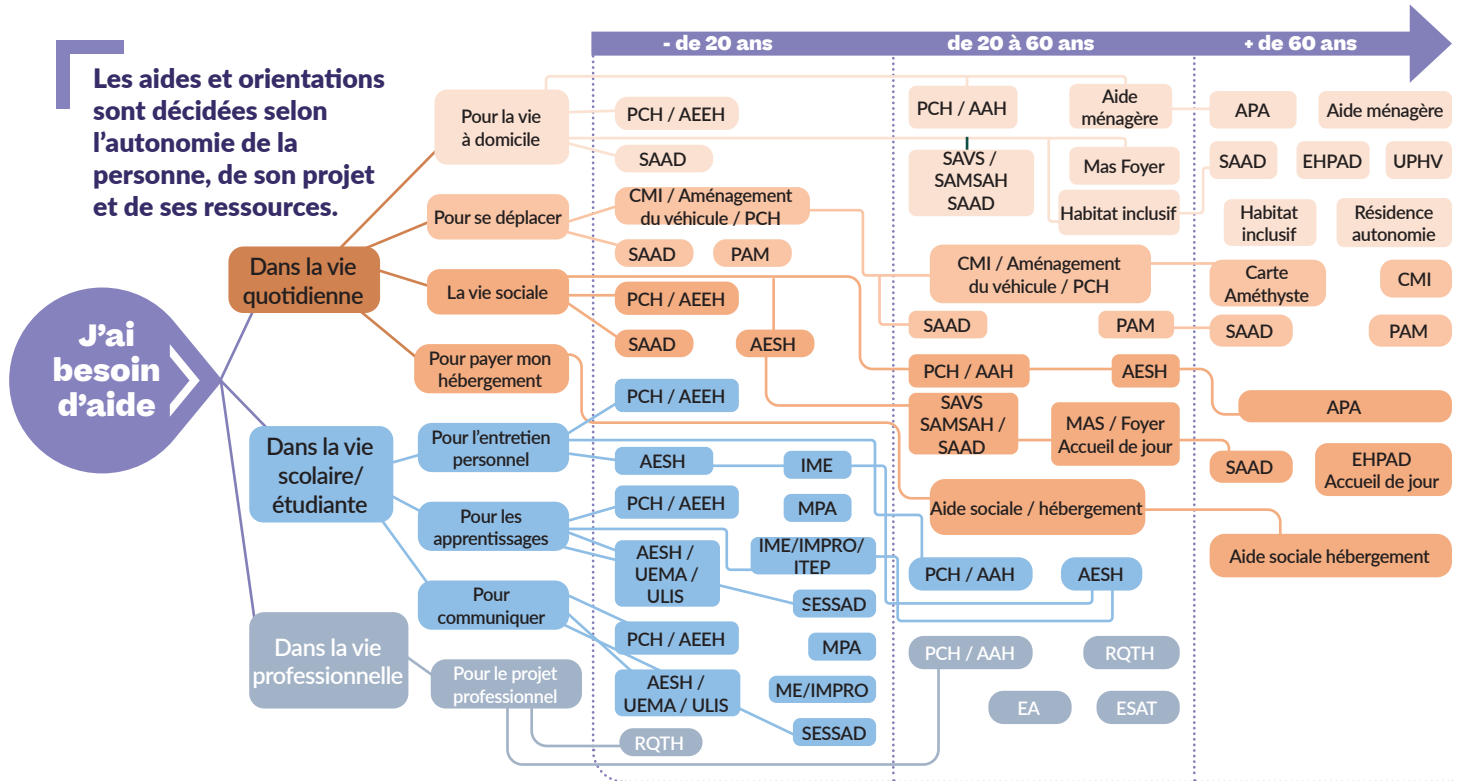 - de 20 ans
de 20 à 60 ans
+ de 60 ans
Les aides et orientations
sont décidées selon
l’autonomie de la
personne, de son projet
et de ses ressources.
J’ai
besoin
d’aide
Dans la vie
quotidienne
Pour la vie
à domicile
PCH / AEEH
SAAD
PCH / AAH
Aide
ménagère
SAVS /
SAMSAH
SAAD
Mas Foyer
Habitat inclusif
APA
Aide ménagère
SAAD
EHPAD
UPHV
Habitat
inclusif
Résidence
autonomie
Pour se déplacer
CMI / Aménagement
du véhicule / PCH
SAAD
PAM
CMI / Aménagement
du véhicule / PCH
SAAD
PAM
Carte
Améthyste
CMI
SAAD
PAM
La vie sociale
PCH / AEEH
SAAD
AESH
PCH / AAH
AESH
SAVS
SAMSAH /
SAAD
MAS / Foyer
Accueil de jour
APA
SAAD
EHPAD
Accueil de jour
Pour payer mon
hébergement
Aide sociale / hébergement
Aide sociale hébergement
Dans la vie
scolaire/
étudiante
Pour l’entretien
personnel
PCH / AEEH
AESH
IME
PCH / AAH
AESH
Pour les
apprentissages
PCH / AEEH
MPA
AESH /
UEMA /
ULIS
IME/IMPRO/
ITEP
SESSAD
Pour
communiquer
PCH / AEEH
MPA
AESH /
UEMA / ULIS
ME/IMPRO
SESSAD
Dans la vie
professionnelle
Pour le projet
professionnel
RQTH
PCH / AAH
RQTH
EA
ESAT